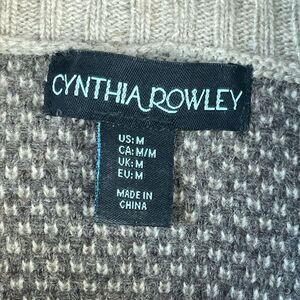 CYNTHIA ROWLEY
US: M
CA: M/M
UK: M
EU: M
MADE IN
CHINA